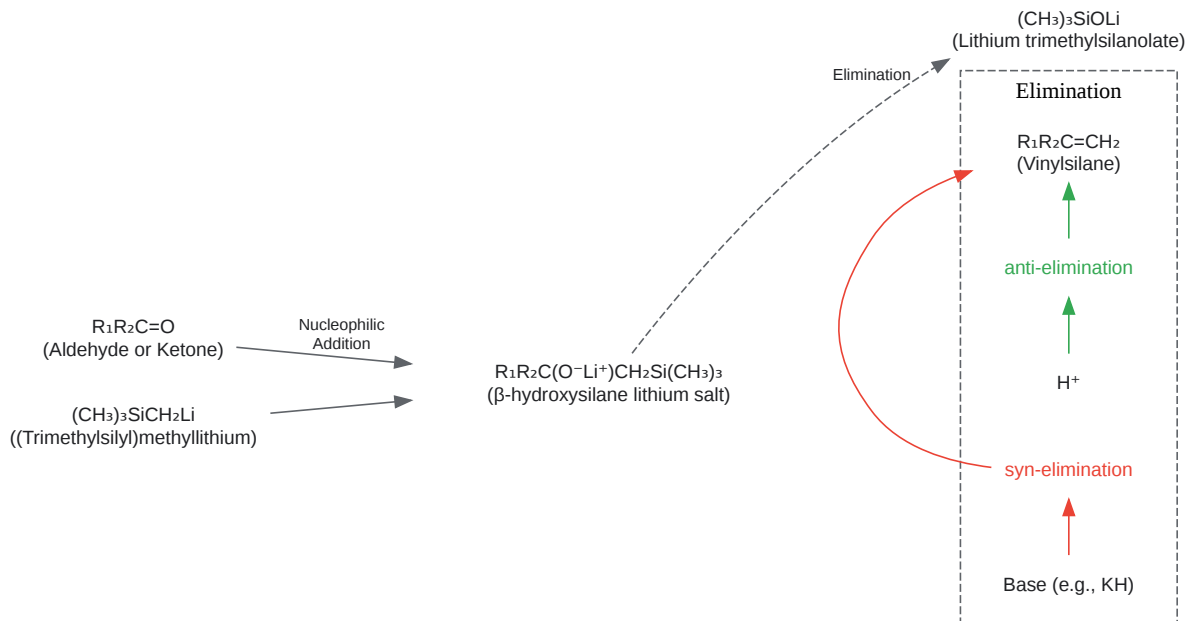 (CH₃)₃SiOLi
(Lithium trimethylsilanolate)
Elimination
Elimination
R₁R₂C=CH₂
(Vinylsilane)
anti-elimination
R₁R₂C=O
(Aldehyde or Ketone)
Nucleophilic
Addition
R₁R₂C(O⁻Li⁺)CH₂Si(CH₃)₃
(β-hydroxysilane lithium salt)
H⁺
(CH₃)₃SiCH₂Li
((Trimethylsilyl)methyllithium)
syn-elimination
Base (e.g., KH)